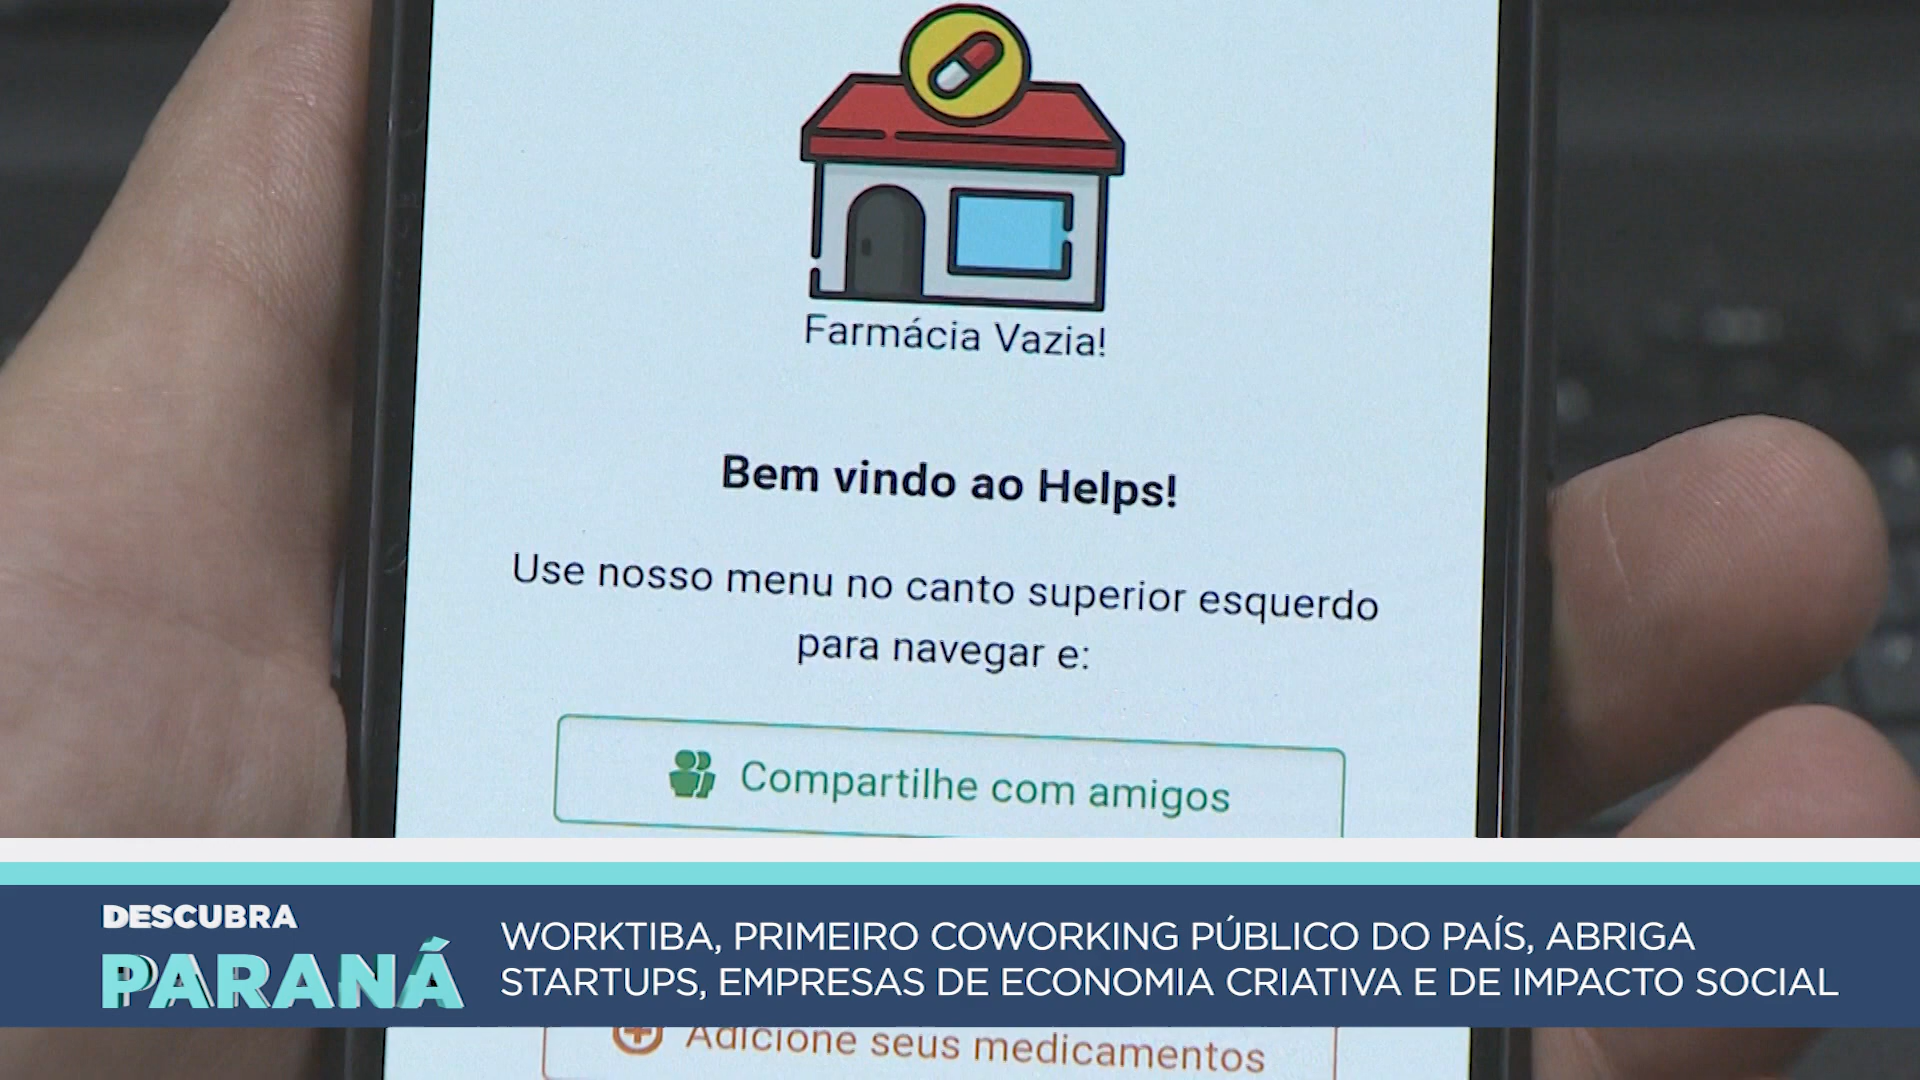 Farmácia Vazia!
Bem vindo ao Helps!
Use nosso menu no canto superior esquerdo
para navegar e:
Compartilhe com amigos
DESCUBRA
PARANÁ
WORKTIBA, PRIMEIRO COWORKING PÚBLICO DO PAÍS, ABRIGA
STARTUPS, EMPRESAS DE ECONOMIA CRIATIVA E DE IMPACTO SOCIAL
Adicione seus medicamentos